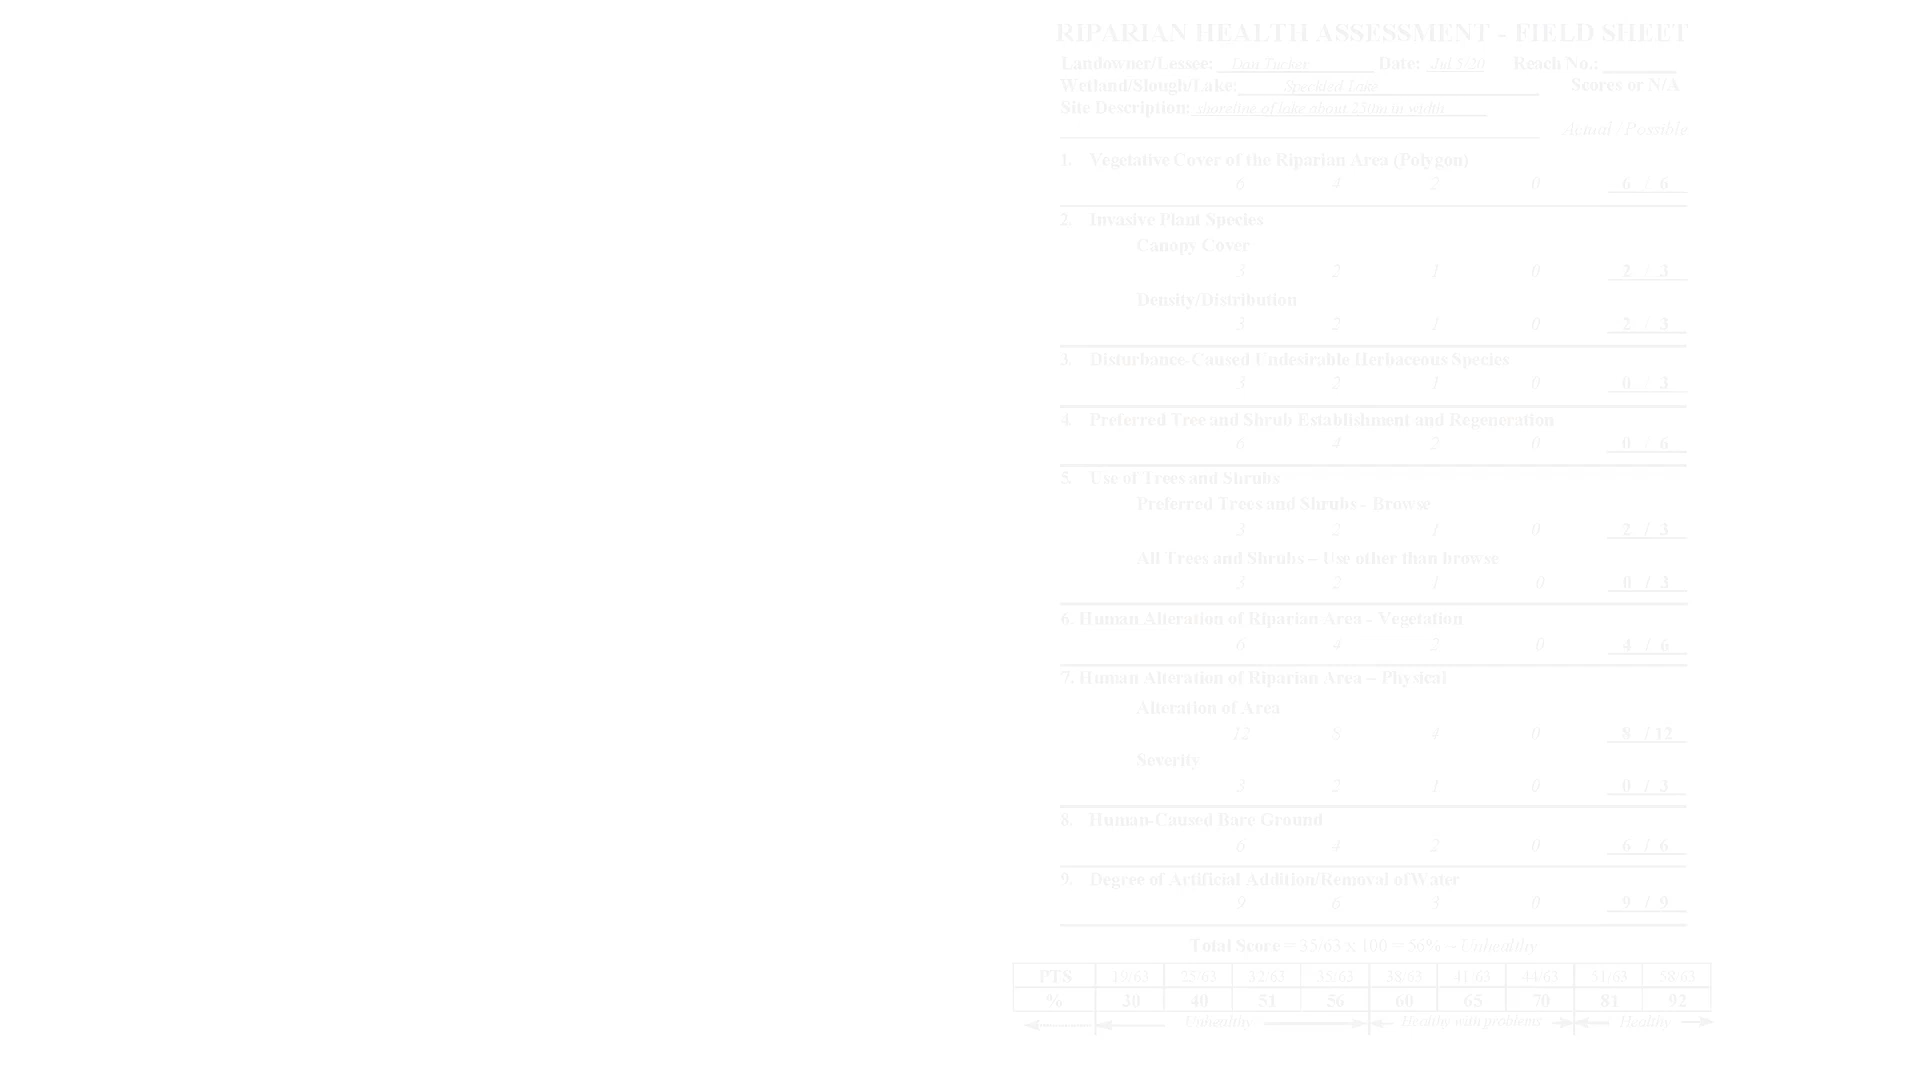 RIPARIAN HEALTH ASSESSMENT - FIELD SHEET
Landowner/Lessee: Tucker Date: Jul 5/20 Reach No.:
Wetland/Slough/Lake: Speckled Lake Scores or N/A
Site Description: shoreline of lake about 250m in width
Actual / Possible
1. Vegetative Cover of the Riparian Area (Polygon)
6 4 2 0 6 / 6
2. Invasive Plant Species
Canopy Cover
3 2 1 0 2 / 3
Density/Distribution
3 2 1 0 2 / 3
3. Disturbance-Caused Undesirable Herbaceous Species
3 2 1 0 0 / 3
4. Preferred Tree and Shrub Establishment and Regeneration
6 4 2 0 0 / 6
5. Use of Trees and Shrubs
Preferred Trees and Shrubs - Browse
3 2 1 0 2 / 3
All Trees and Shrubs – Use other than browse
3 2 1 0 0 / 3
6. Human Alteration of Riparian Area - Vegetation
6 4 2 0 4 / 6
7. Human Alteration of Riparian Area – Physical
Alteration of Area
12 8 4 0 8 / 12
Severity
3 2 1 0 0 / 3
8. Human-Caused Bare Ground
6 4 2 0 6 / 6
9. Degree of Artificial Addition/Removal ofWater
9 6 3 0 9 / 9
Total Score = 35/63 x 100 = 56% – Unhealthy
PTS 19/63 25/63 32/63 35/63 38/63 41/63 44/63 51/63 58/63
% 30 40 51 56 60 65 70 81 92
Unhealthy Healthy with problems Healthy